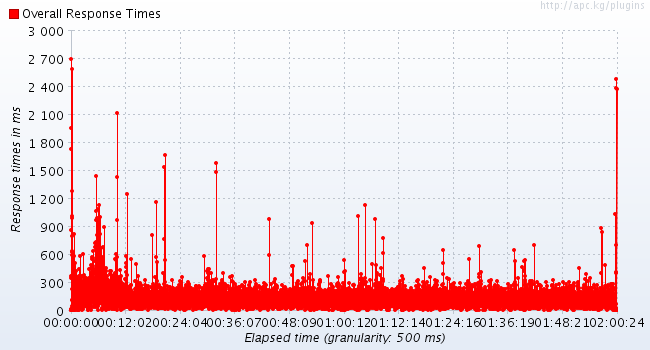 http://apc.kg/plugins
Overall Response Times
3 000
2 700
2 400
2 100
1 800
1 500
1 200
900
600
300
0
Response times in ms
00:00:00 00:12:02 00:24:04 00:36:07 00:48:09 01:00:12 01:12:14 01:24:16 01:36:19 01:48:21 02:00:24
Elapsed time (granularity: 500 ms)